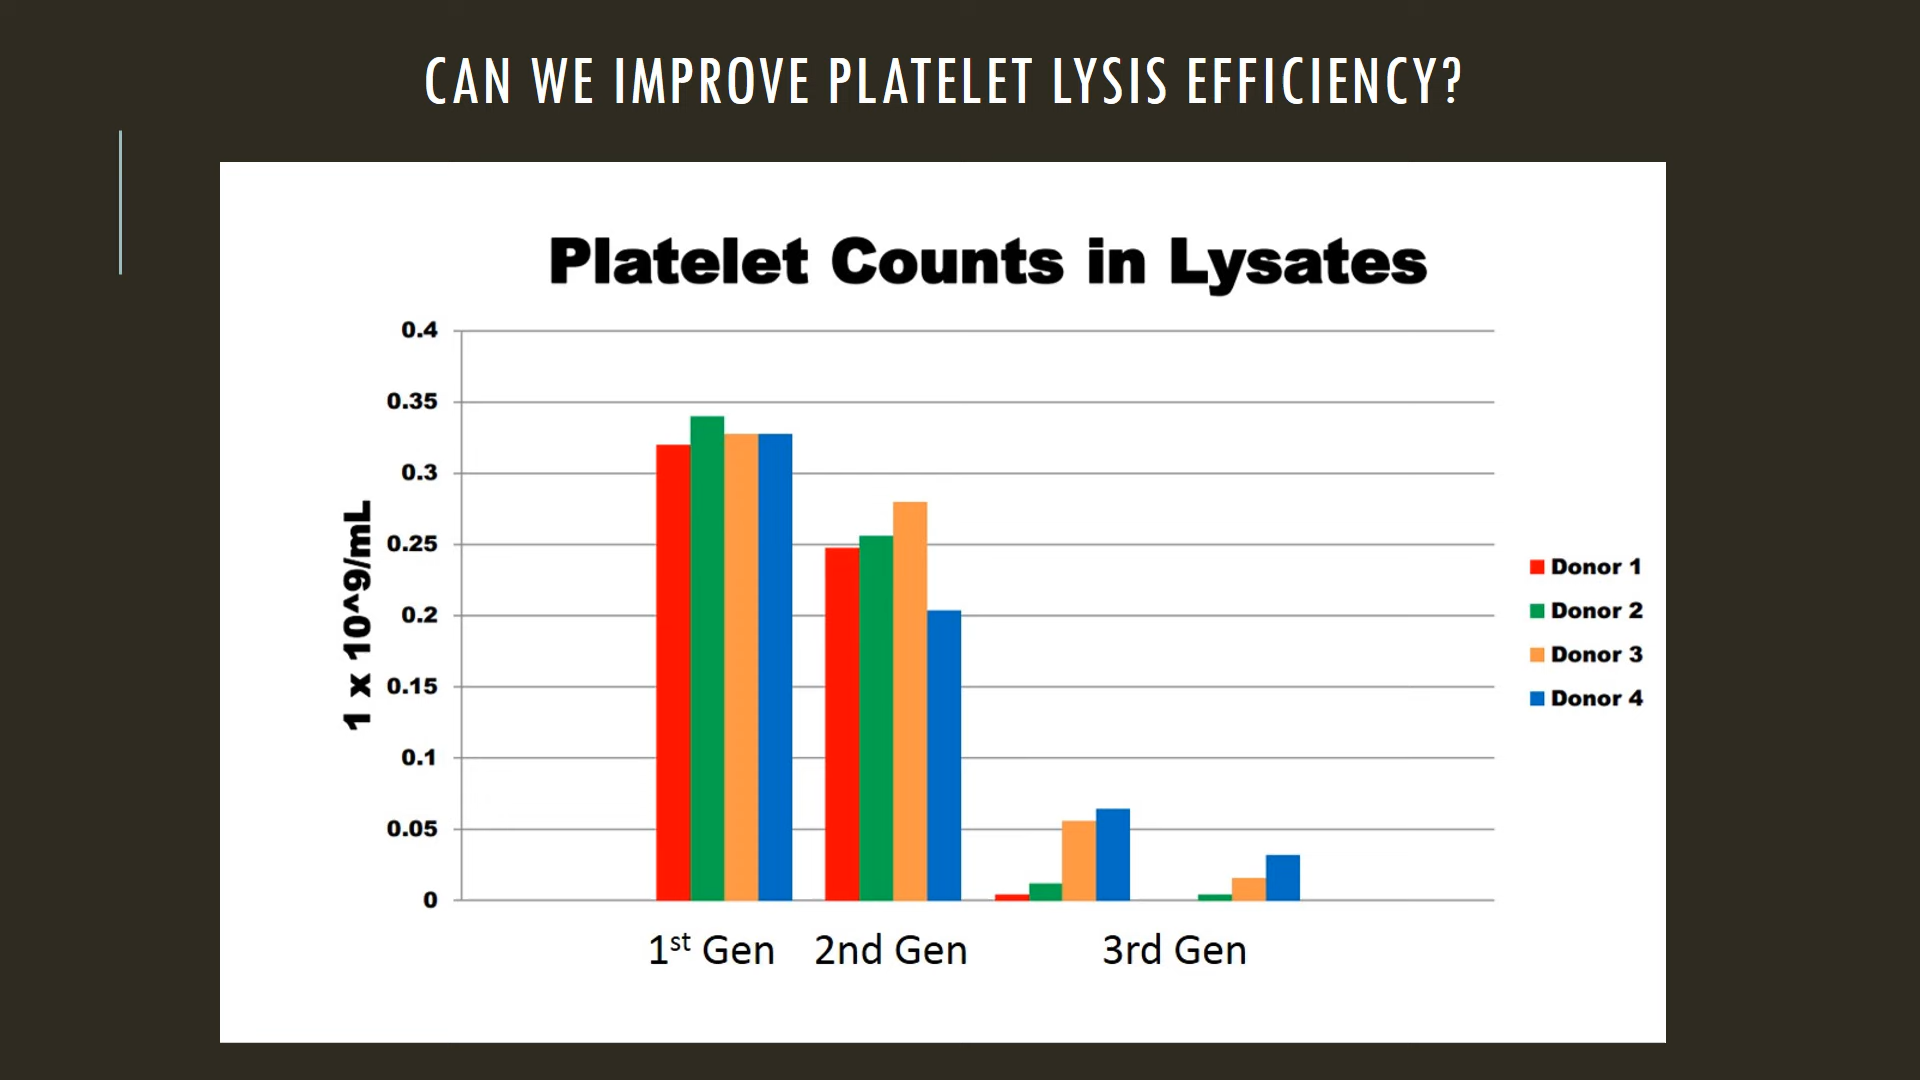 CAN WE IMPROVE PLATELET LYSIS EFFICIENCY?
Platelet Counts in Lysates
0.4
0.35
0.3
0.25
0.2
0.15
0.1
0.05
0
1 x 10^9/mL
1st Gen
2nd Gen
3rd Gen
Donor 1
Donor 2
Donor 3
Donor 4